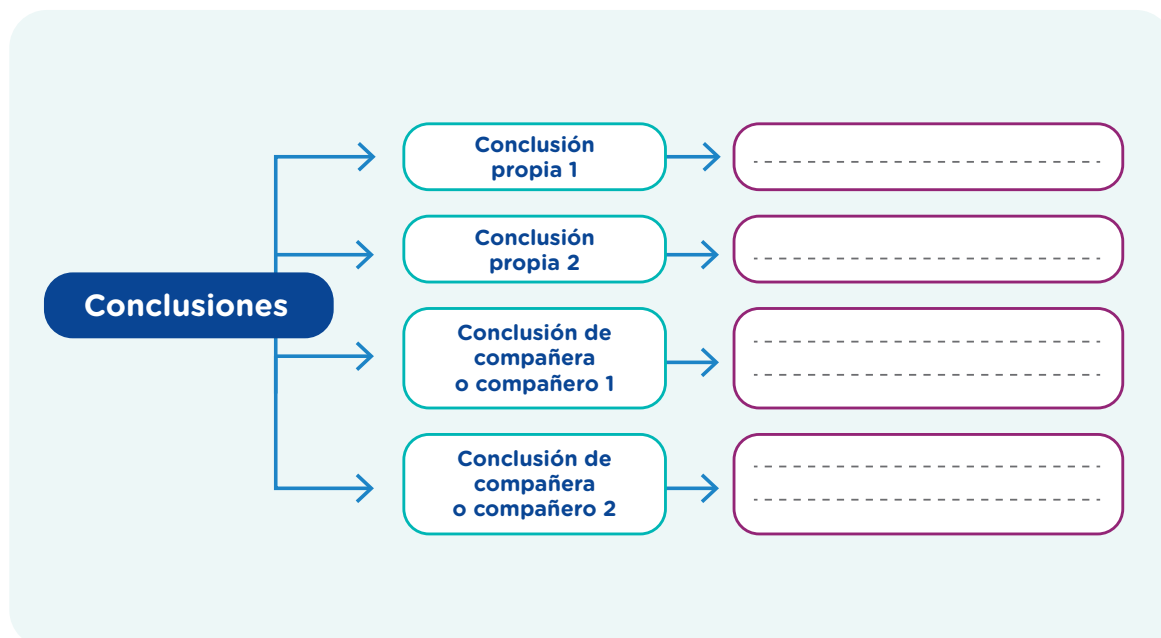 Conclusiones
Conclusión
propia 1
Conclusión
propia 2
Conclusión de
compañera
o compañero 1
Conclusión de
compañera
o compañero 2